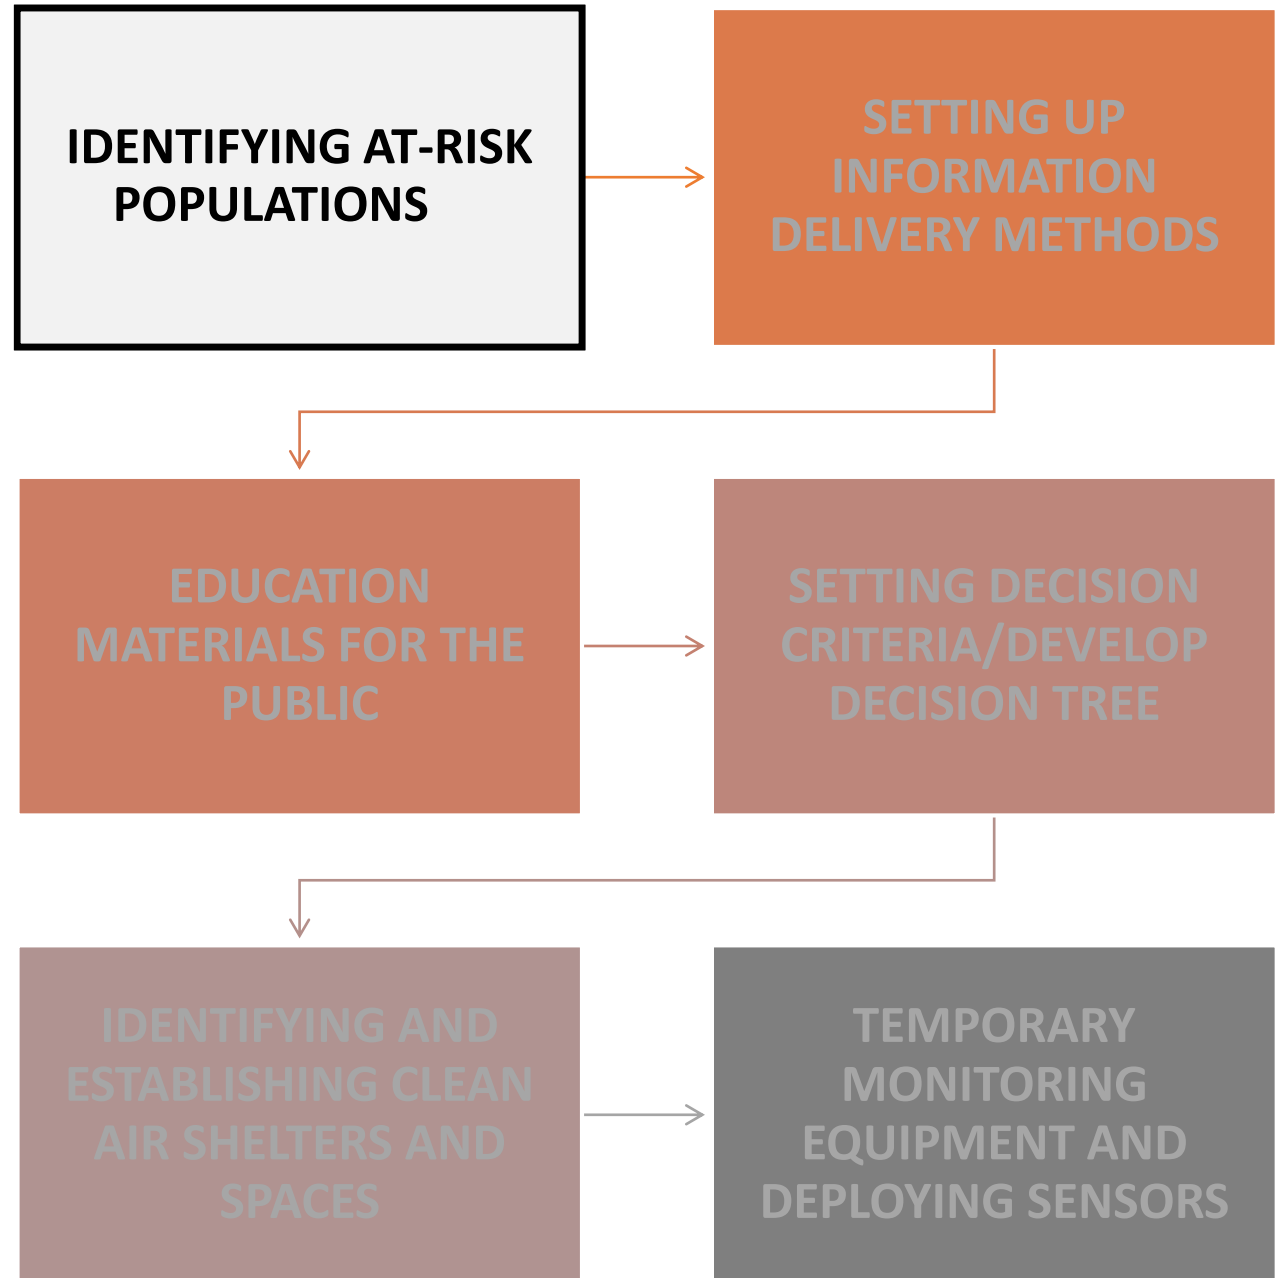 IDENTIFYING AT-RISK
POPULATIONS
SETTING UP
INFORMATION
DELIVERY METHODS
EDUCATION
MATERIALS FOR THE
PUBLIC
SETTING DECISION
CRITERIA/DEVELOP
DECISION TREE
IDENTIFYING AND
ESTABLISHING CLEAN
AIR SHELTERS AND
SPACES
TEMPORARY
MONITORING
EQUIPMENT AND
DEPLOYING SENSORS